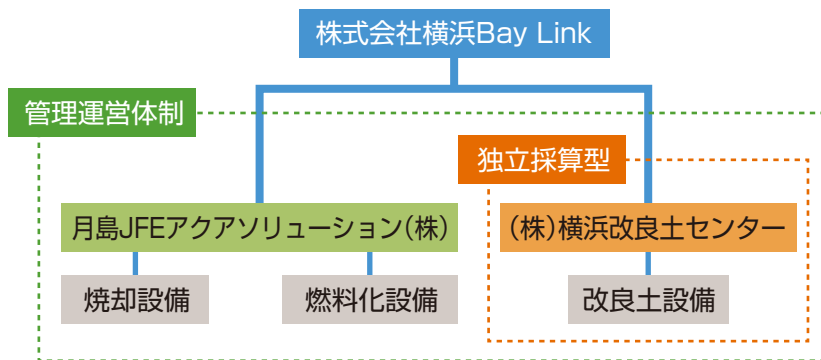 株式会社横浜Bay Link
管理運営体制
独立採算型
月島JFEアクアソリューション(株)
(株)横浜改良土センター
焼却設備
燃料化設備
改良土設備